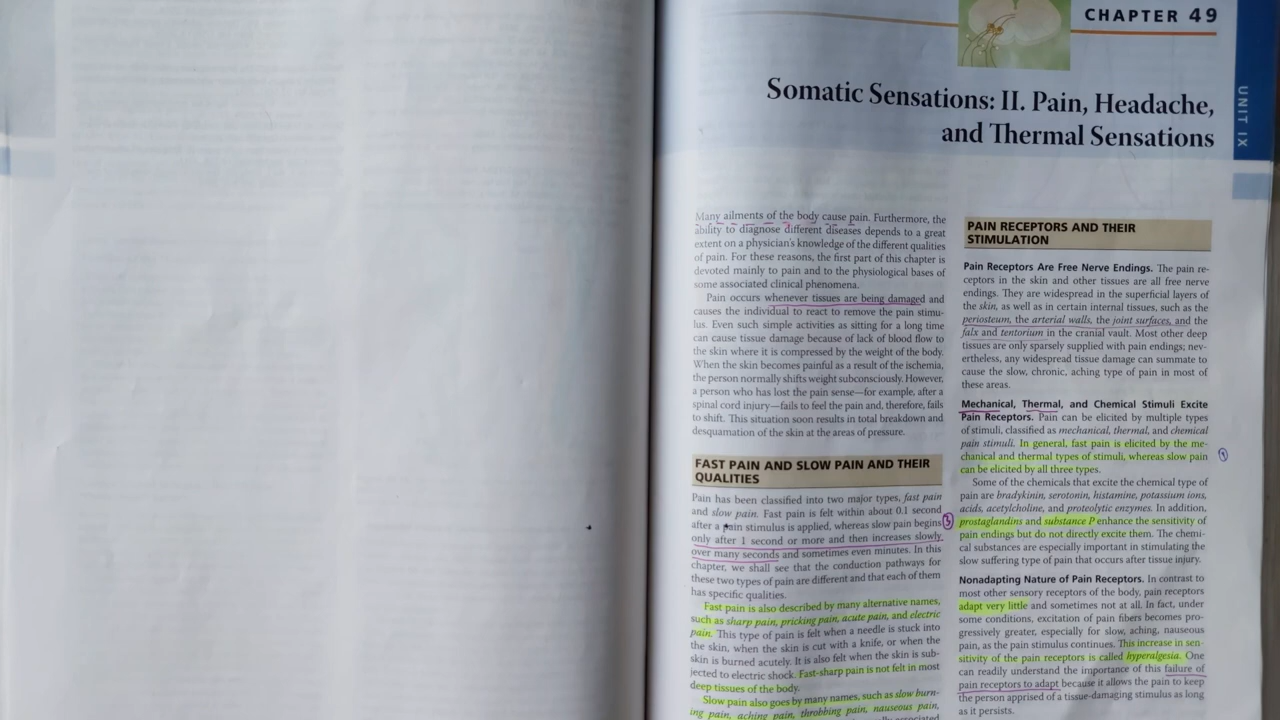 CHAPTER 49
UNIT IX
Somatic Sensations: II. Pain, Headache,
and Thermal Sensations
Many ailments of the body cause pain. Furthermore, the
ability to diagnose different diseases depends to a great
extent on a physician's knowledge of the different qualities
of pain. For these reasons, the first part of this chapter is
devoted mainly to pain and to the physiological bases of
some associated clinical phenomena.
Pain occurs whenever tissues are being damaged and
causes the individual to react to remove the pain stimu-
lus. Even such simple activities as sitting for a long time
can cause tissue damage because of lack of blood flow to
the skin where it is compressed by the weight of the body.
When the skin becomes painful as a result of the ischemia,
the person normally shifts weight subconsciously. However,
a person who has lost the pain sense—for example, after a
spinal cord injury—fails to feel the pain and, therefore, fails
to shift. This situation soon results in total breakdown and
desquamation of the skin at the areas of pressure.
FAST PAIN AND SLOW PAIN AND THEIR
QUALITIES
Pain has been classified into two major types, fast pain
and slow pain. Fast pain is felt within about 0.1 second
after a pain stimulus is applied, whereas slow pain begins
only after 1 second or more and then increases slowly
over many seconds and sometimes even minutes. In this
chapter, we shall see that the conduction pathways for
these two types of pain are different and that each of them
has specific qualities.
Fast pain is also described by many alternative names,
such as sharp pain, pricking pain, acute pain, and electric
pain. This type of pain is felt when a needle is stuck into
the skin, when the skin is cut with a knife, or when the
skin is burned acutely. It is also felt when the skin is sub-
jected to electric shock. Fast-sharp pain is not felt in most
deep tissues of the body.
Slow pain also goes by many names, such as slow burn-
ing pain, aching pain, throbbing pain, nauseous pain,
PAIN RECEPTORS AND THEIR
STIMULATION
Pain Receptors Are Free Nerve Endings. The pain re-
ceptors in the skin and other tissues are all free nerve
endings. They are widespread in the superficial layers of
the skin, as well as in certain internal tissues, such as the
periosteum, the arterial walls, the joint surfaces, and the
falx and tentorium in the cranial vault. Most other deep
tissues are only sparsely supplied with pain endings; nev-
ertheless, any widespread tissue damage can summate to
cause the slow, chronic, aching type of pain in most of
these areas.
Mechanical, Thermal, and Chemical Stimuli Excite
Pain Receptors. Pain can be elicited by multiple types
of stimuli, classified as mechanical, thermal, and chemical
pain stimuli. In general, fast pain is elicited by the me-
chanical and thermal types of stimuli, whereas slow pain
can be elicited by all three types.
Some of the chemicals that excite the chemical type of
pain are bradykinin, serotonin, histamine, potassium ions,
acids, acetylcholine, and proteolytic enzymes. In addition,
prostaglandins and substance P enhance the sensitivity of
pain endings but do not directly excite them. The chemi-
cal substances are especially important in stimulating the
slow suffering type of pain that occurs after tissue injury.
Nonadapting Nature of Pain Receptors. In contrast to
most other sensory receptors of the body, pain receptors
adapt very little and sometimes not at all. In fact, under
some conditions, excitation of pain fibers becomes pro-
gressively greater, especially for slow, aching, nauseous
pain, as the pain stimulus continues. This increase in sen-
sitivity of the pain receptors is called hyperalgesia. One
can readily understand the importance of this failure of
pain receptors to adapt because it allows the pain to keep
the person apprised of a tissue-damaging stimulus as long
as it persists.